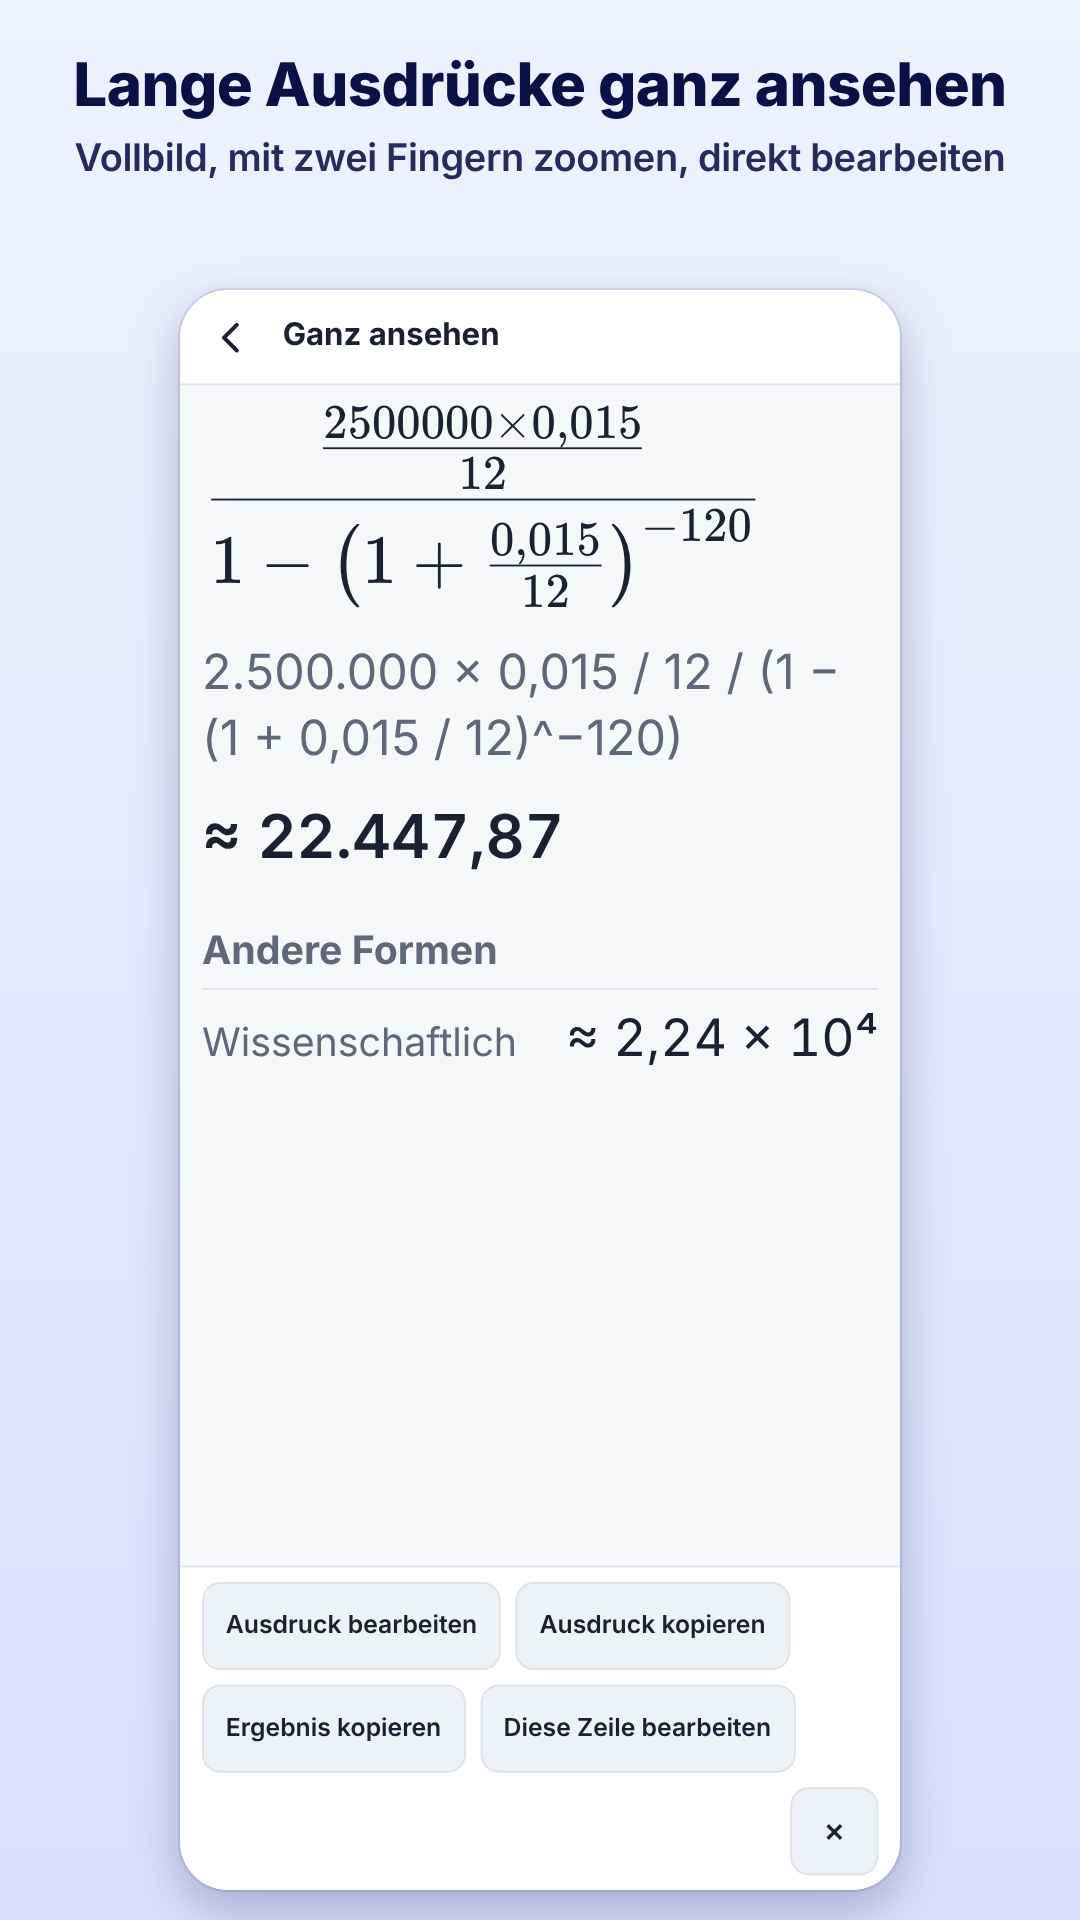 Lange Ausdrücke ganz ansehen
Vollbild, mit zwei Fingern zoomen, direkt bearbeiten
Ganz ansehen
2500000×0,015
12
1 − (1 + 0,015/12)^−120
2.500.000 × 0,015 / 12 / (1 −
(1 + 0,015 / 12)^−120)
≈ 22.447,87
Andere Formen
Wissenschaftlich ≈ 2,24 × 10⁴
Ausdruck bearbeiten Ausdruck kopieren
Ergebnis kopieren Diese Zeile bearbeiten
×